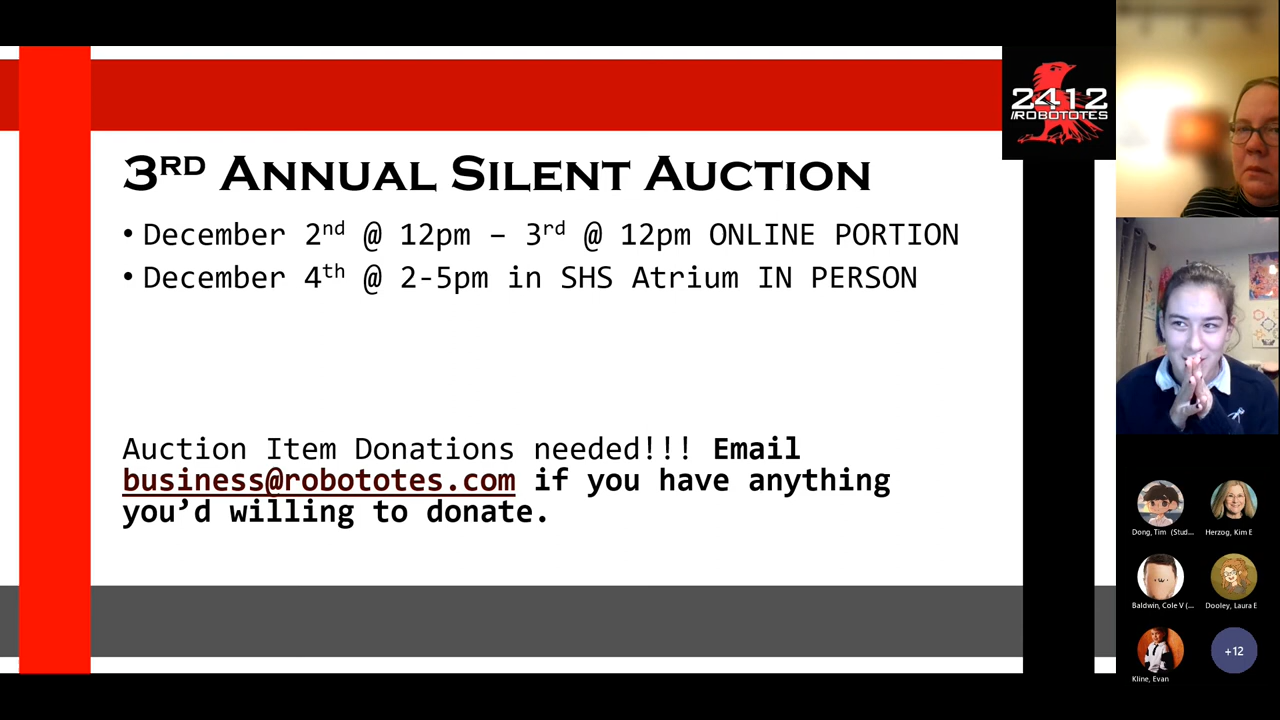 2412
ROBOTOTES
3RD ANNUAL SILENT AUCTION
• December 2nd @ 12pm – 3rd @ 12pm ONLINE PORTION
• December 4th @ 2-5pm in SHS Atrium IN PERSON
Auction Item Donations needed!!! Email
business@robototes.com if you have anything
you’d willing to donate.
Dong, Tim (Stud...
Herzog, Kim E
Baldwin, Cole V (...
Dooley, Laura E
Kline, Evan
+12